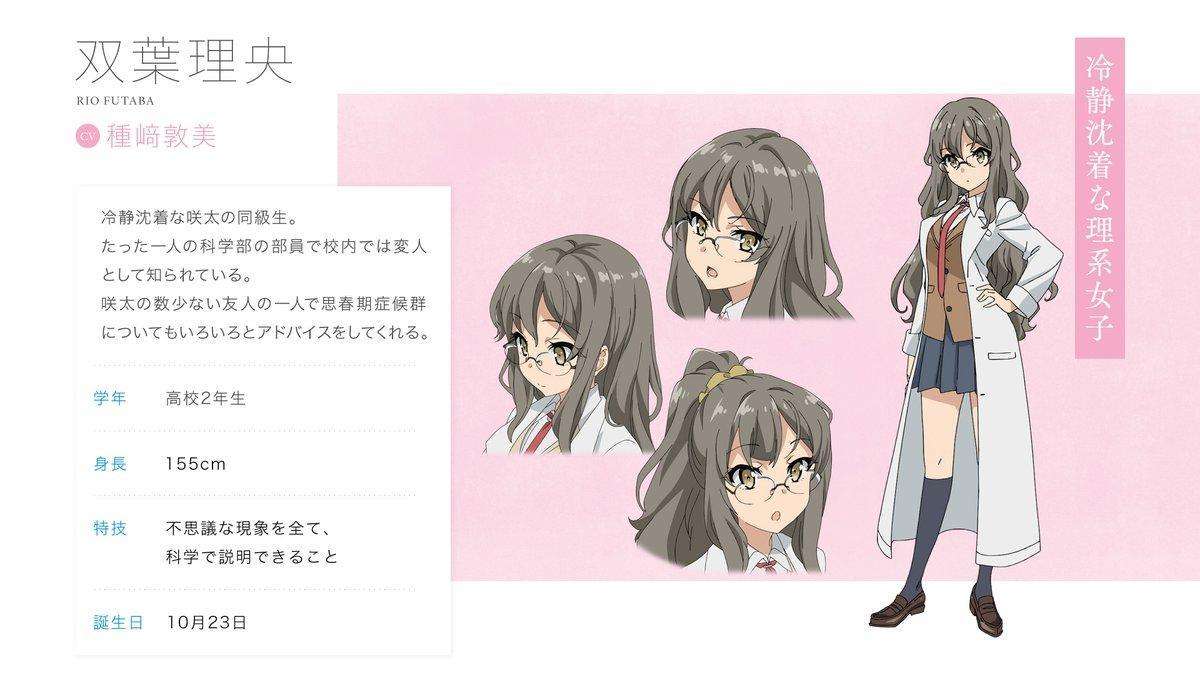 双葉理央
RIO FUTABA
CV 種﨑敦美
冷静沈着な咲太の同級生。
たった一人の科学部の部員で校内では変人
として知られている。
咲太の数少ない友人の一人で思春期症候群
についてもいろいろとアドバイスをしてくれる。
学年 高校2年生
身長 155cm
特技 不思議な現象を全て、
科学で説明できること
誕生日 10月23日
冷静沈着な理系女子